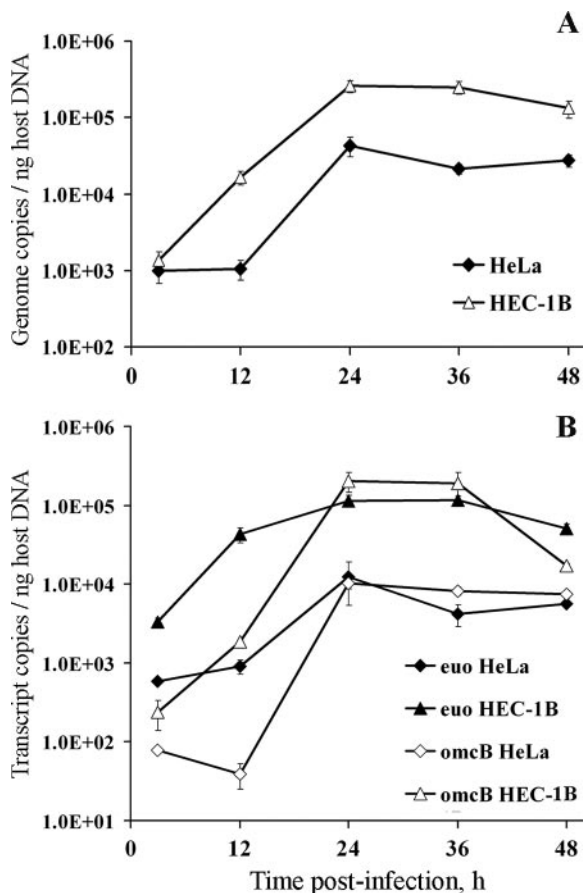 A
Genome copies / ng host DNA
1.0E+06
1.0E+05
1.0E+04
1.0E+03
1.0E+02
HeLa
HEC-1B
0 12 24 36 48
B
Transcript copies / ng host DNA
1.0E+06
1.0E+05
1.0E+04
1.0E+03
1.0E+02
1.0E+01
euo HeLa
euo HEC-1B
omcB HeLa
omcB HEC-1B
0 12 24 36 48
Time post-infection, h